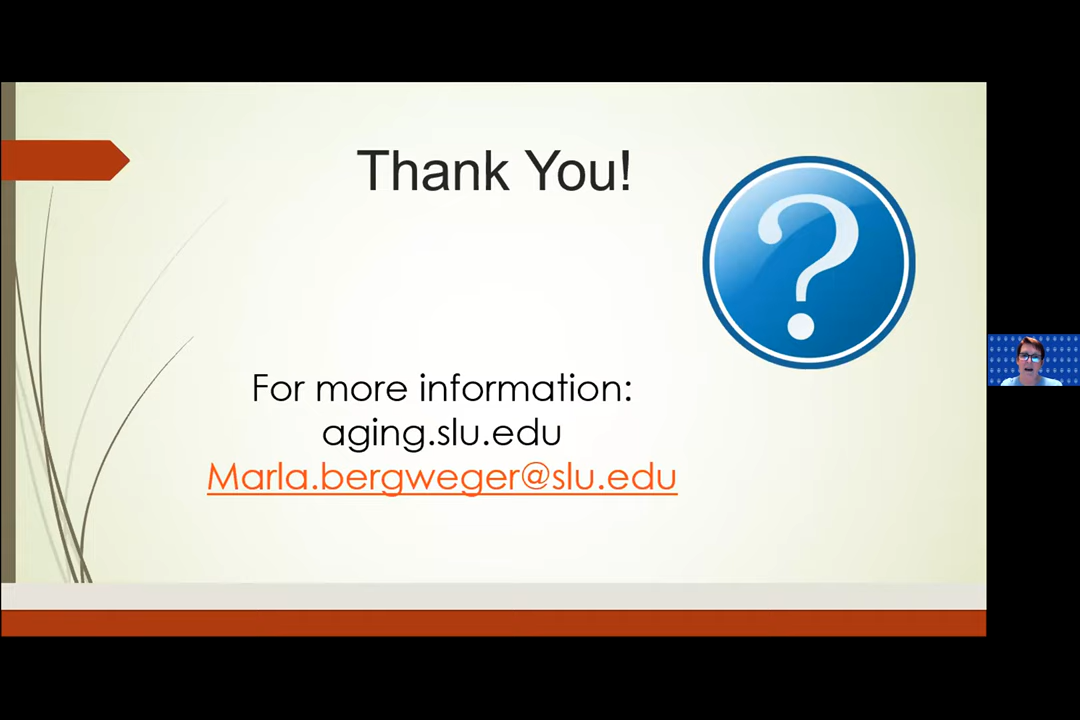 Thank You!
?
For more information:
aging.slu.edu
Marla.bergweger@slu.edu